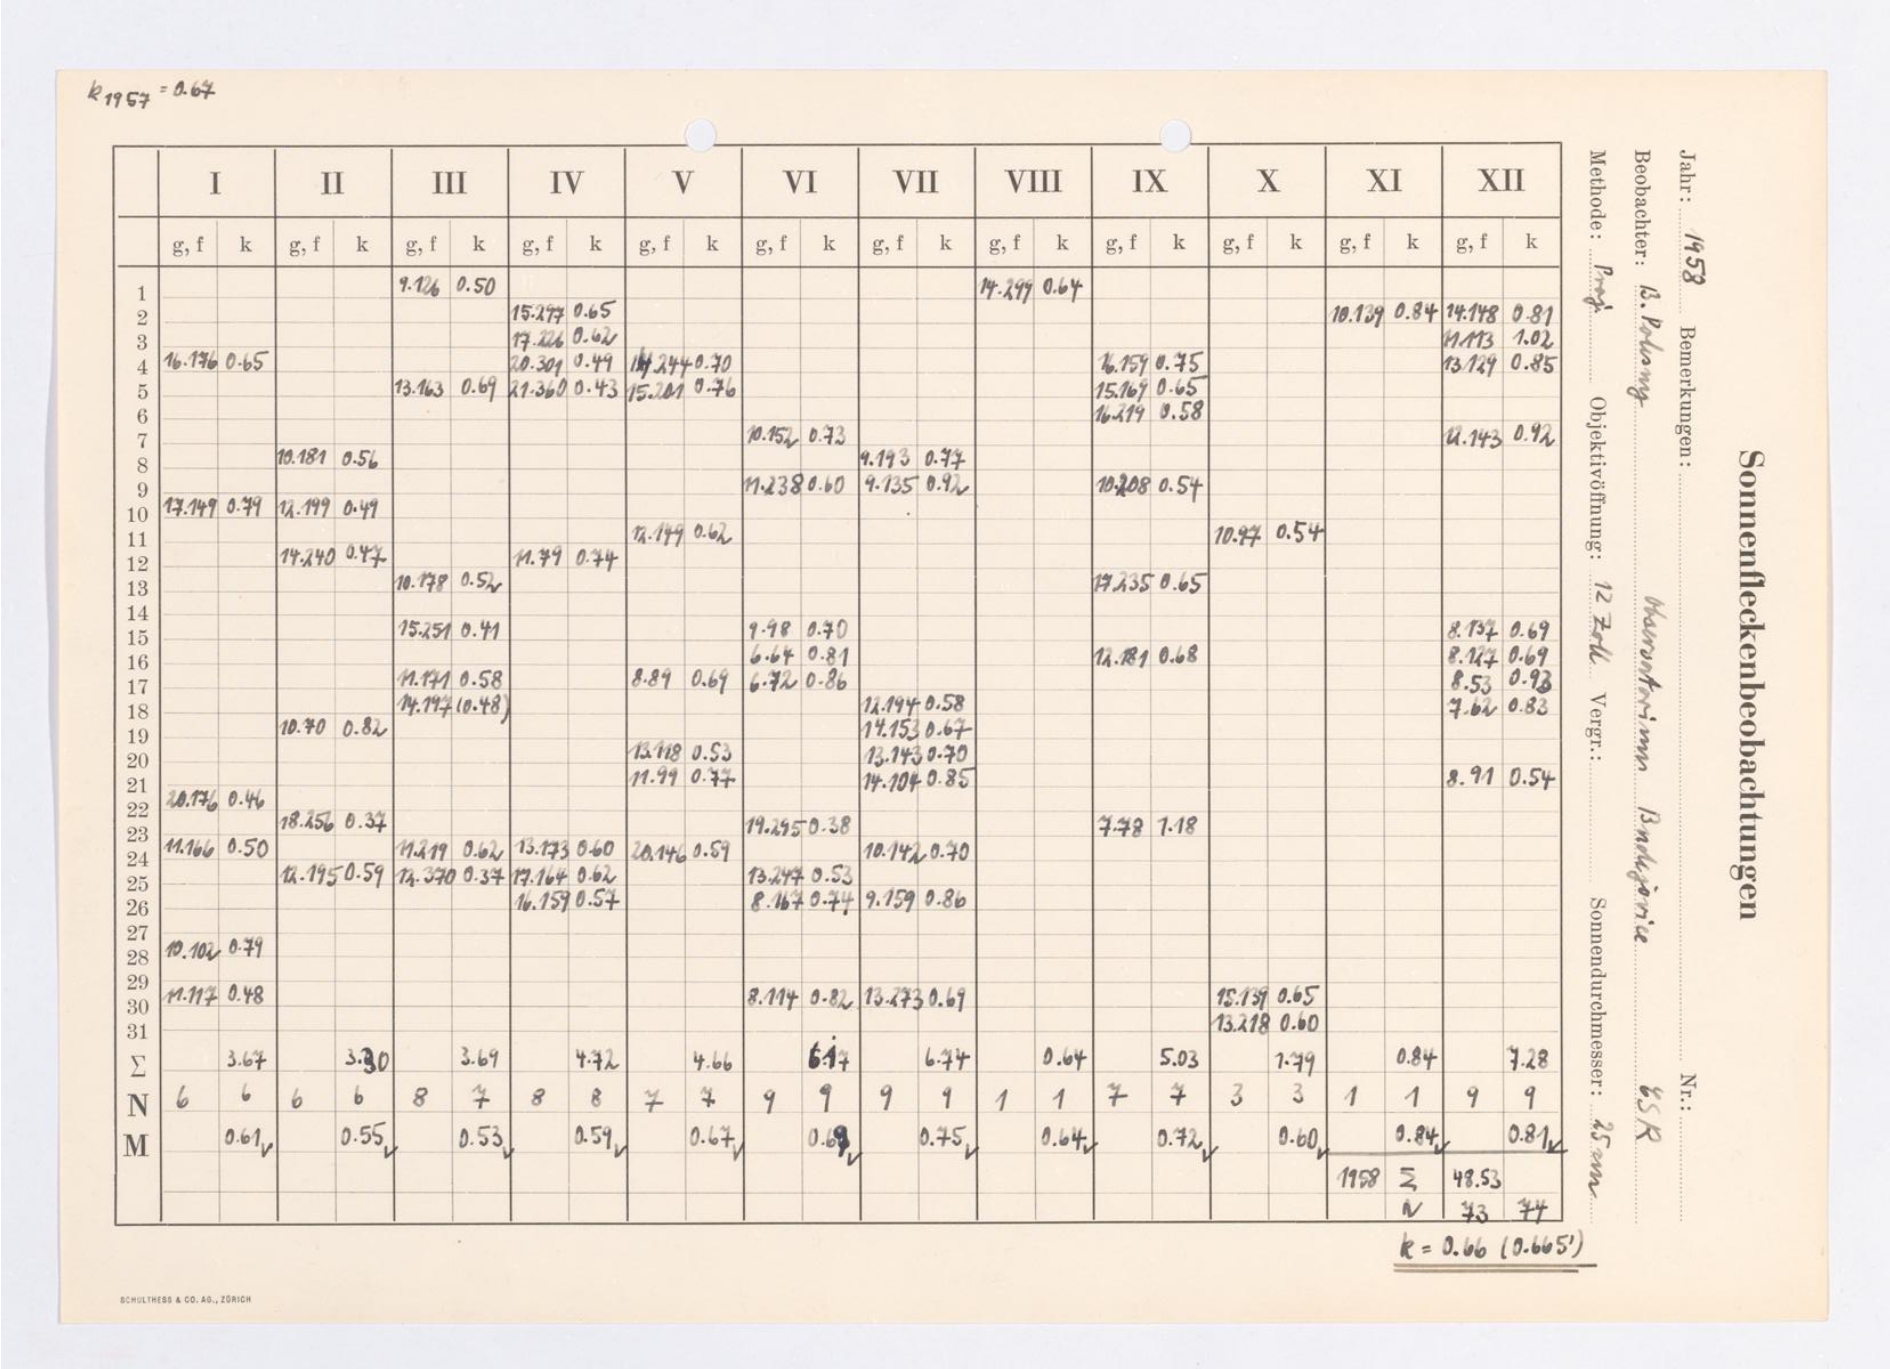 k 1957 = 0.67
I II III IV V VI VII VIII IX X XI XII
g, f k g, f k g, f k g, f k g, f k g, f k g, f k g, f k g, f k g, f k g, f k g, f k
1 9.126 0.50 14.299 0.64
2 15.297 0.65 10.139 0.84 14.148 0.81
3 17.226 0.62 11.113 1.02
4 16.176 0.65 20.301 0.49 14.244 0.70 16.159 0.75 13.129 0.85
5 13.163 0.69 21.360 0.43 15.201 0.76 15.169 0.65
6 16.219 0.58
7 10.152 0.73 12.143 0.92
8 10.181 0.56 9.193 0.77
9 11.238 0.60 9.135 0.92 10.208 0.54
10 17.149 0.79 12.199 0.49
11 12.149 0.62 10.97 0.54
12 14.240 0.47 11.79 0.74
13 10.178 0.52 17.235 0.65
14
15 15.251 0.41 9.98 0.70 8.137 0.69
16 6.64 0.81 12.181 0.68 8.127 0.69
17 11.171 0.58 8.89 0.69 6.72 0.86 8.53 0.93
18 14.197 (0.48) 12.194 0.58 7.62 0.83
19 10.70 0.82 14.153 0.67
20 13.118 0.53 13.143 0.70
21 11.99 0.77 14.104 0.85 8.91 0.54
22 20.176 0.46
23 18.256 0.37 19.295 0.38 7.78 1.18
24 11.166 0.50 11.219 0.62 13.173 0.60 20.146 0.59 10.142 0.70
25 12.195 0.59 12.370 0.37 17.164 0.62 13.247 0.53
26 16.159 0.57 8.167 0.74 9.159 0.86
27
28 10.102 0.79
29
30 11.117 0.48 8.114 0.82 13.273 0.69 15.139 0.65
31 13.218 0.60
Σ 3.67 3.30 3.69 4.72 4.66 6.17 6.74 0.64 5.03 1.79 0.84 7.28
N 6 6 6 6 8 7 8 8 7 7 9 9 9 9 1 1 7 7 3 3 1 1 9 9
M 0.61 0.55 0.53 0.59 0.67 0.69 0.75 0.64 0.72 0.60 0.84 0.81
1958 Σ 48.53
N 73 74
k = 0.66 (0.665')
SCHULTHESS & CO. AG., ZÜRICH
Sonnenfleckenbeobachtungen
Jahr: 1958 Bemerkungen: Nr.:
Beobachter: B. Polesny Observatorium Budějovice ČSR
Methode: Proj Objektivöffnung: 12 Zoll Vergr.: Sonnendurchmesser: 25 cm